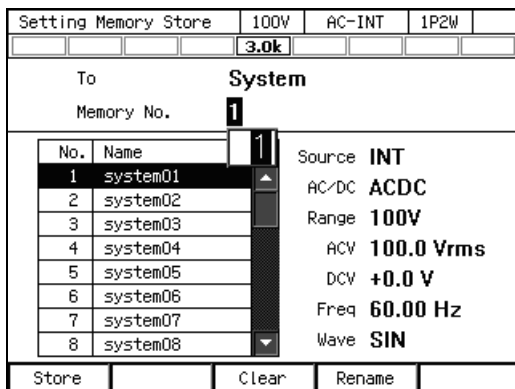 Setting Memory Store 100V AC-INT 1P2W
3.0k
To System
Memory No. 1
1
No. Name
1 system01
2 system02
3 system03
4 system04
5 system05
6 system06
7 system07
8 system08
Source INT
AC/DC ACDC
Range 100V
ACV 100.0 Vrms
DCV +0.0 V
Freq 60.00 Hz
Wave SIN
Store Clear Rename